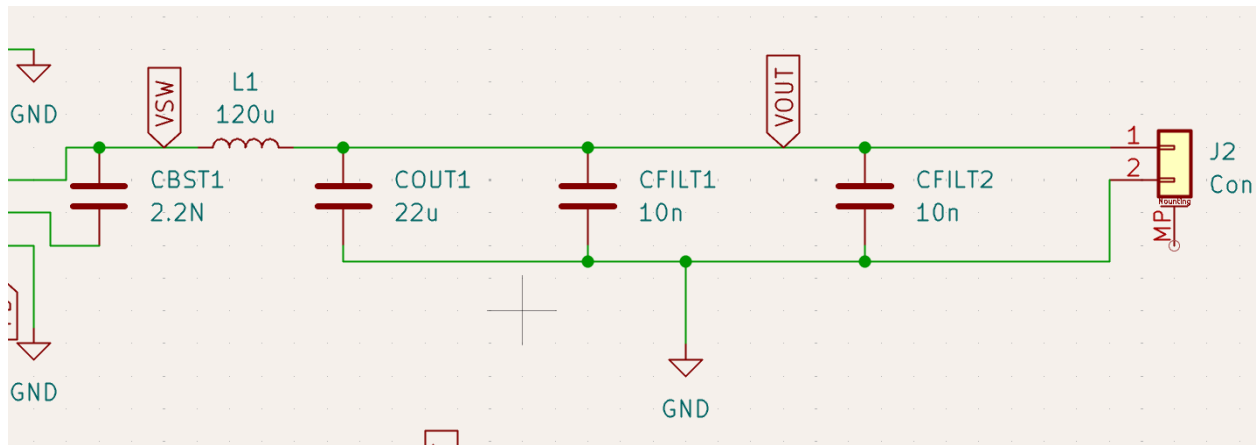 GND
VSW
L1
120u
VOUT
CBST1
2.2N
COUT1
22u
CFILT1
10n
CFILT2
10n
1
2
J2
Con
Mounting
MP
GND
GND